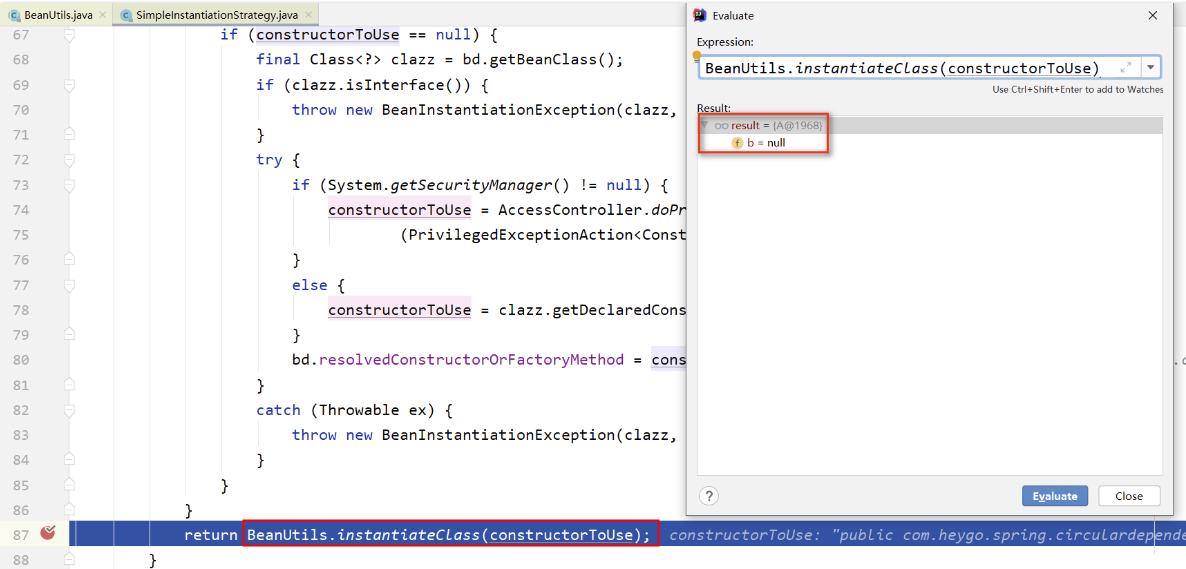 BeanUtils.java
SimpleInstantiationStrategy.java
67 if (constructorToUse == null) {
68 final Class<?> clazz = bd.getBeanClass();
69 if (clazz.isInterface()) {
70 throw new BeanInstantiationException(clazz,
71 }
72 try {
73 if (System.getSecurityManager() != null) {
74 constructorToUse = AccessController.doPr
75 (PrivilegedExceptionAction<Const
76 }
77 else {
78 constructorToUse = clazz.getDeclaredCons
79 }
80 bd.resolvedConstructorOrFactoryMethod = cons
81 }
82 catch (Throwable ex) {
83 throw new BeanInstantiationException(clazz,
84 }
85 }
86 }
87 return BeanUtils.instantiateClass(constructorToUse); constructorToUse: "public com.heygo.spring.circulardepende
88 }
Evaluate
Expression:
BeanUtils.instantiateClass(constructorToUse)
Use Ctrl+Shift+Enter to add to Watches
Result:
result = {A@1968}
f b = null
?
Evaluate
Close